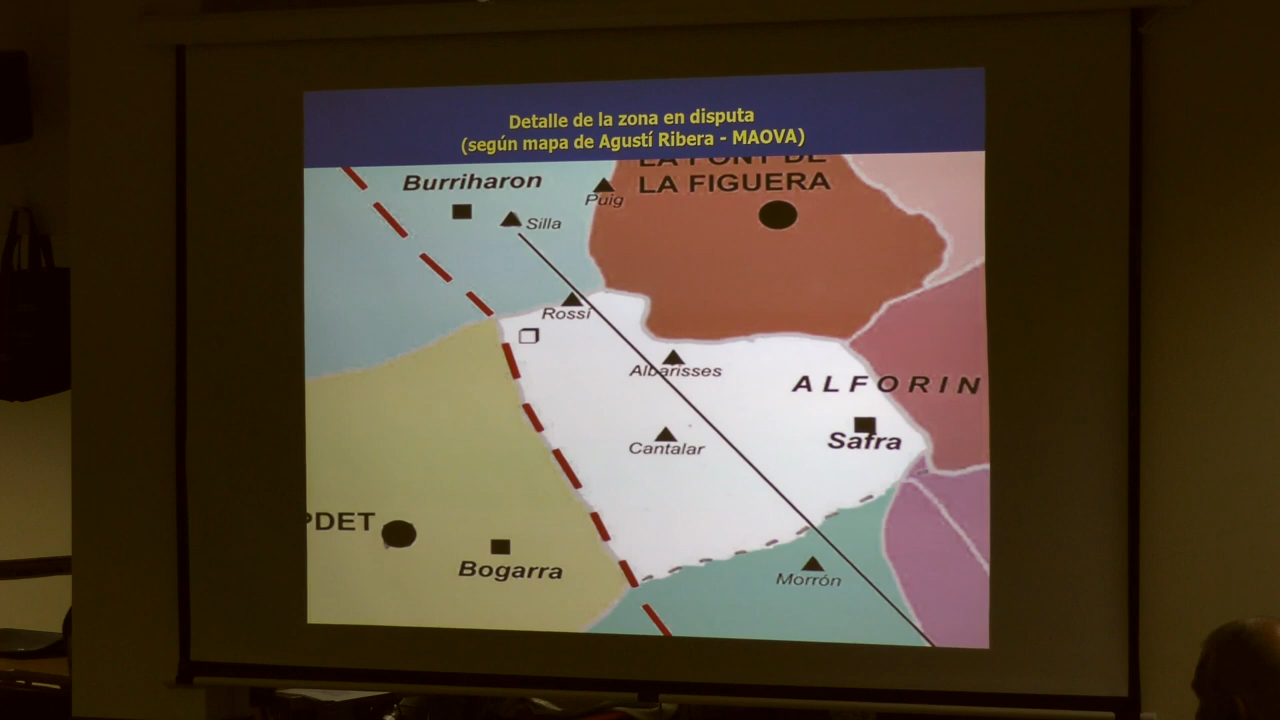 Detalle de la zona en disputa
(según mapa de Agustí Ribera - MAOVA)
LA FONT DE
LA FIGUERA
Burriharon
Puig
Silla
Rossi
Albarisses
ALFORIN
Safra
Cantalar
PDET
Bogarra
Morrón